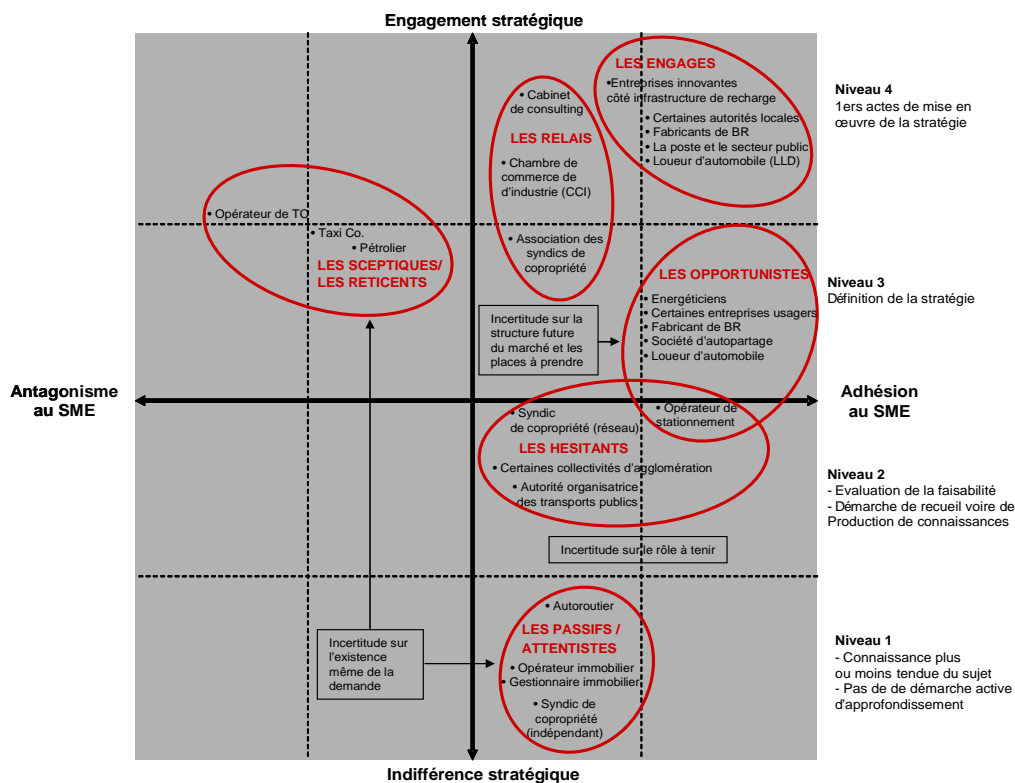 Engagement stratégique
LES ENGAGES
•Entreprises innovantes
côté infrastructure de recharge
• Certaines autorités locales
• Fabricants de BR
• La poste et le secteur public
• Loueur d'automobile (LLD)
• Cabinet
de consulting
LES RELAIS
• Chambre de
commerce de
d'industrie (CCI)
• Association des
syndics de
copropriété
Niveau 4
1ers actes de mise en
œuvre de la stratégie
• Opérateur de TC
• Taxi Co.
• Pétrolier
LES SCEPTIQUES/
LES RETICENTS
LES OPPORTUNISTES
• Energéticiens
• Certaines entreprises usagers
• Fabricant de BR
• Société d'autopartage
• Loueur d'automobile
Niveau 3
Définition de la stratégie
Incertitude sur la
structure future
du marché et les
places à prendre
Antagonisme
au SME
Adhésion
au SME
• Syndic
de copropriété (réseau)
• Opérateur de
stationnement
LES HESITANTS
• Certaines collectivités d'agglomération
• Autorité organisatrice
des transports publics
Niveau 2
- Evaluation de la faisabilité
- Démarche de recueil voire de
Production de connaissances
Incertitude sur le rôle à tenir
• Autoroutier
LES PASSIFS /
ATTENTISTES
• Opérateur immobilier
• Gestionnaire immobilier
• Syndic de
copropriété
(indépendant)
Incertitude sur
l'existence
même de la
demande
Niveau 1
- Connaissance plus
ou moins tendue du sujet
- Pas de de démarche active
d'approfondissement
Indifférence stratégique